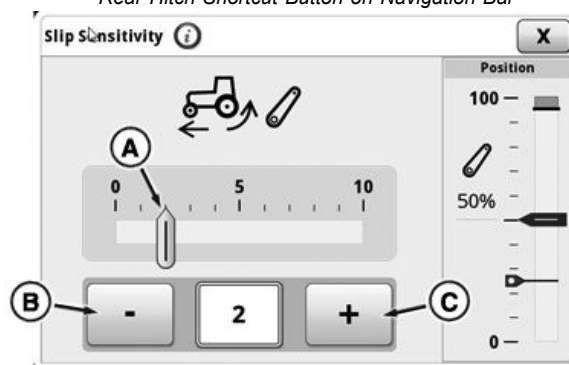 Rear Hitch Shortcut Button on Navigation Bar
Slip Sensitivity i
X
Position
A
0 5 10
B
-
2
+
C
100
50%
0